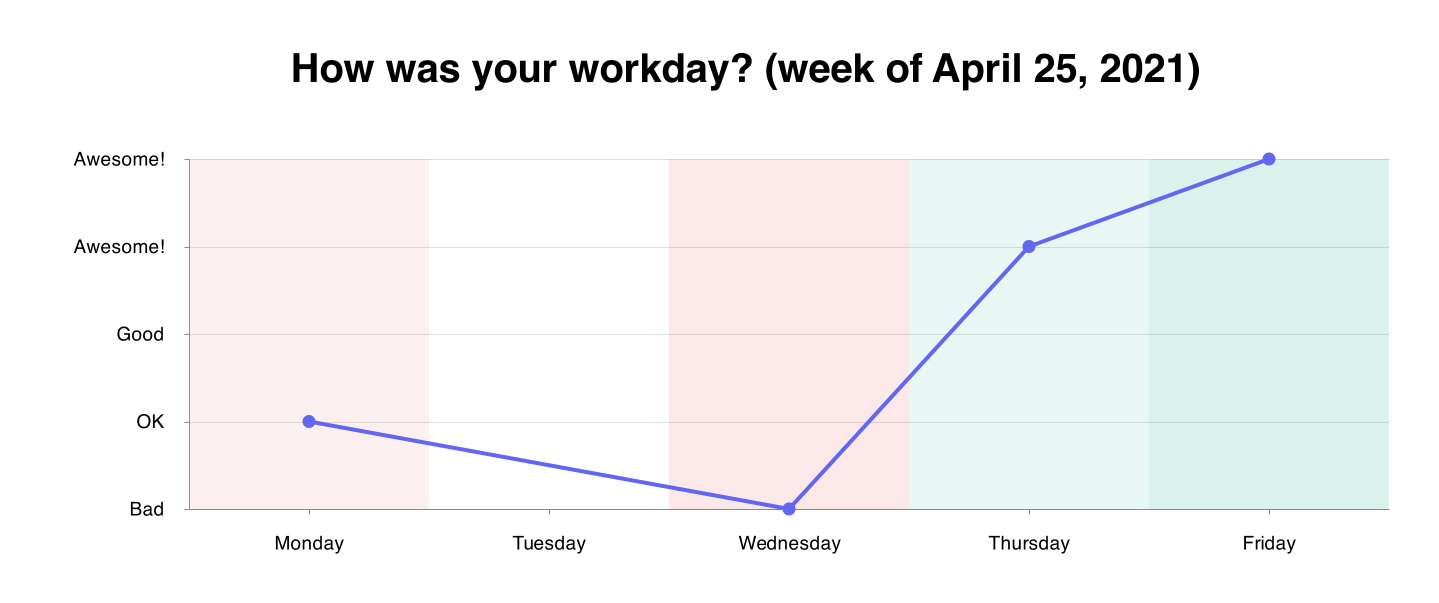 How was your workday? (week of April 25, 2021)
Awesome!
Awesome!
Good
OK
Bad
Monday Tuesday Wednesday Thursday Friday